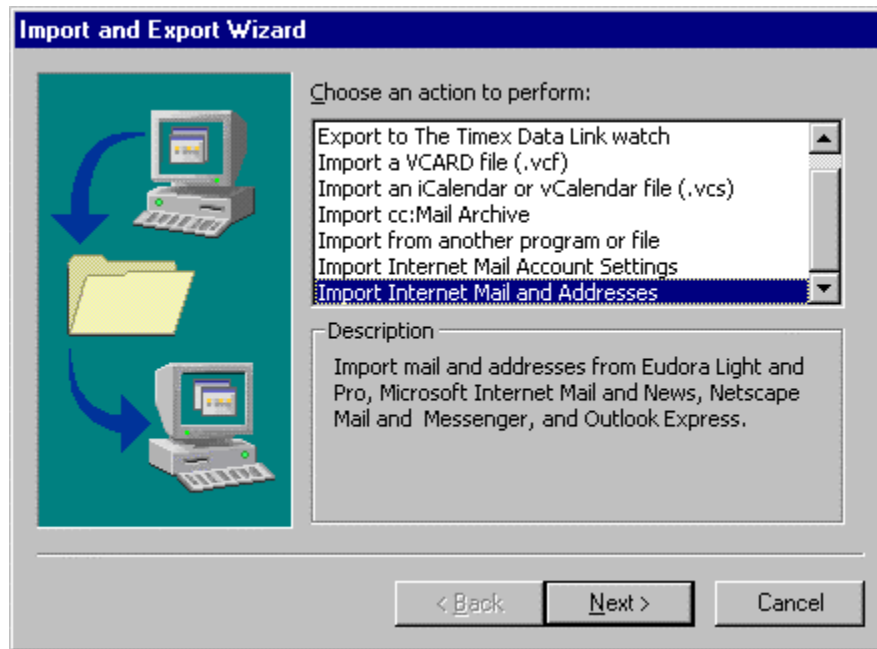 Import and Export Wizard
Choose an action to perform:
Export to The Timex Data Link watch
Import a VCARD file (.vcf)
Import an iCalendar or vCalendar file (.vcs)
Import cc:Mail Archive
Import from another program or file
Import Internet Mail Account Settings
Import Internet Mail and Addresses
Description
Import mail and addresses from Eudora Light and
Pro, Microsoft Internet Mail and News, Netscape
Mail and  Messenger, and Outlook Express.
< Back
Next >
Cancel